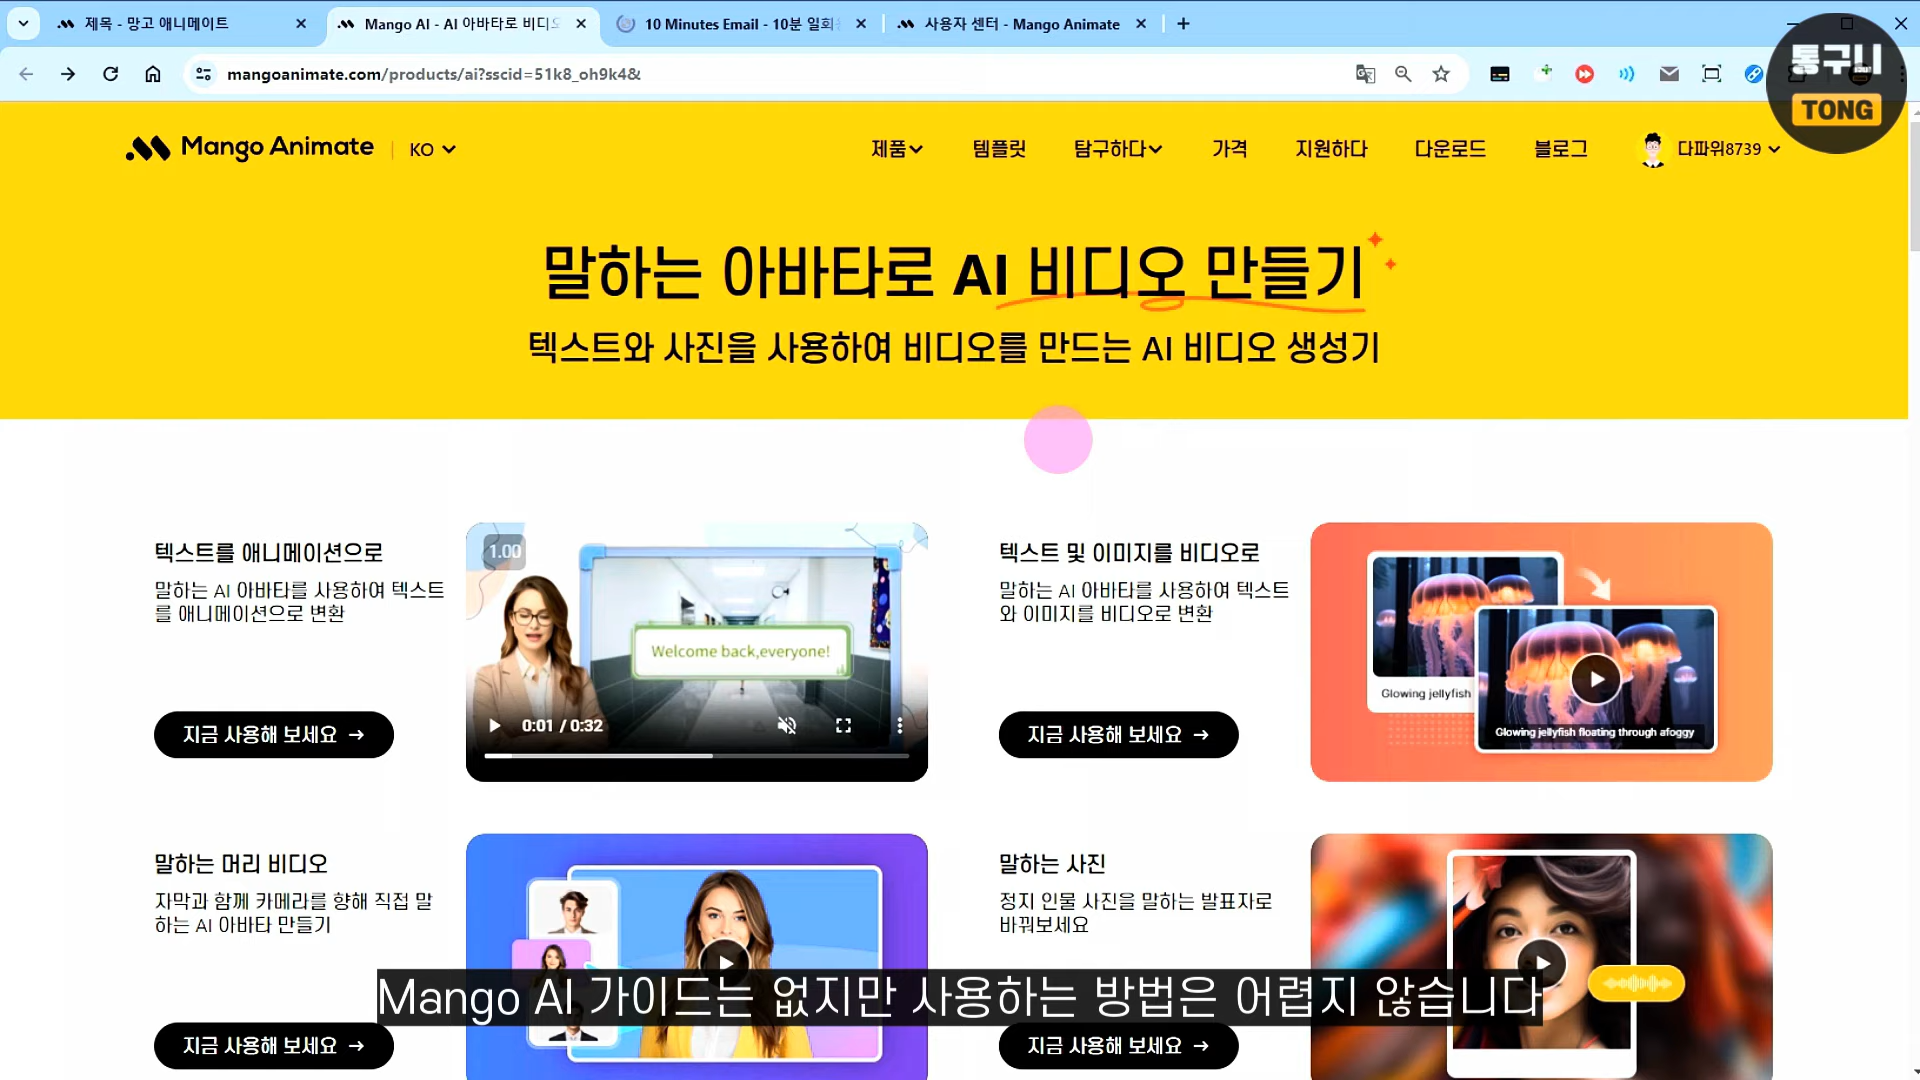 제목 - 망고 애니메이트
Mango AI - AI 아바타로 비디오
10 Minutes Email - 10분 일회용
사용자 센터 - Mango Animate
mangoanimate.com/products/ai?sscid=51k8_oh9k4&
통구니
TONG
Mango Animate
KO
제품
템플릿
탐구하다
가격
지원하다
다운로드
블로그
다파위8739
말하는 아바타로 AI 비디오 만들기
텍스트와 사진을 사용하여 비디오를 만드는 AI 비디오 생성기
텍스트를 애니메이션으로
말하는 AI 아바타를 사용하여 텍스트
를 애니메이션으로 변환
지금 사용해 보세요 →
1.00
Welcome back,everyone!
0:01 / 0:32
텍스트 및 이미지를 비디오로
말하는 AI 아바타를 사용하여 텍스트
와 이미지를 비디오로 변환
지금 사용해 보세요 →
Glowing jellyfish
Glowing jellyfish floating through afoggy
말하는 머리 비디오
자막과 함께 카메라를 향해 직접 말
하는 AI 아바타 만들기
지금 사용해 보세요 →
말하는 사진
정지 인물 사진을 말하는 발표자로
바꿔보세요
지금 사용해 보세요 →
Mango AI 가이드는 없지만 사용하는 방법은 어렵지 않습니다